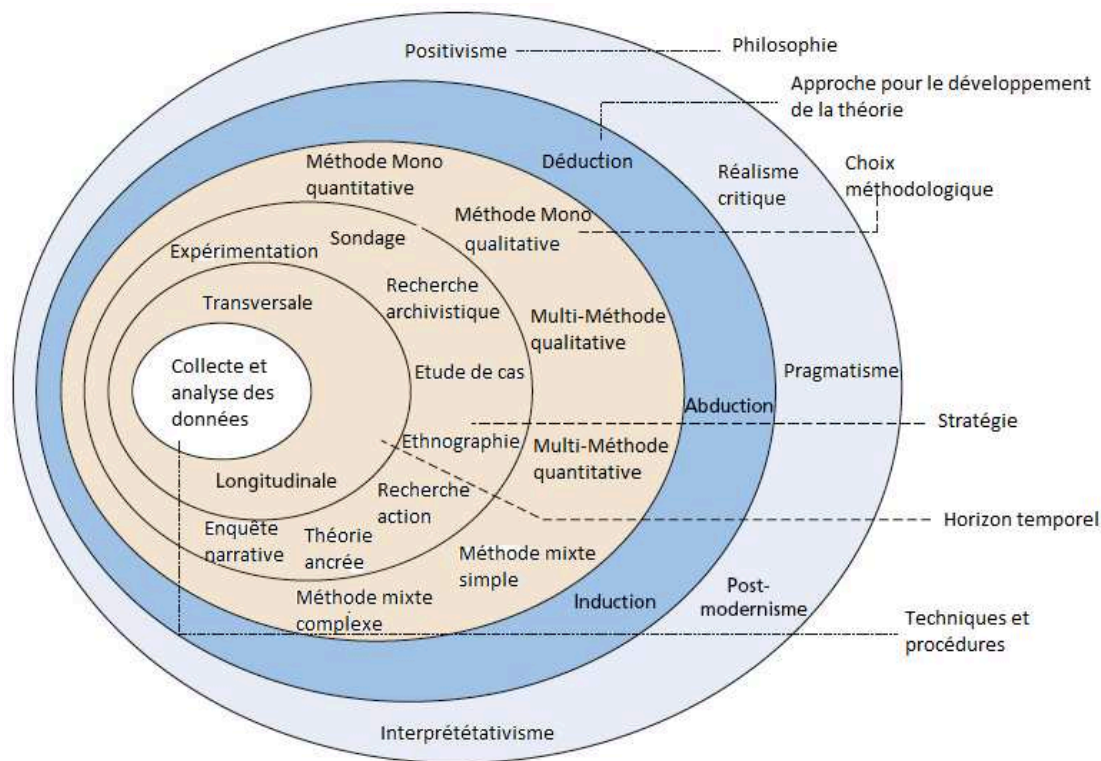 Positivisme
Philosophie
Approche pour le développement
de la théorie
Déduction
Réalisme
critique
Choix
méthodologique
Méthode Mono
quantitative
Méthode Mono
qualitative
Sondage
Expérimentation
Recherche
archivistique
Transversale
Multi-Méthode
qualitative
Collecte et
analyse des
données
Etude de cas
Pragmatisme
Abduction
Stratégie
Ethnographie
Multi-Méthode
quantitative
Longitudinale
Recherche
action
Horizon temporel
Enquête
narrative
Théorie
ancrée
Méthode mixte
simple
Méthode mixte
complexe
Induction
Post-
modernisme
Techniques et
procédures
Interprététativisme